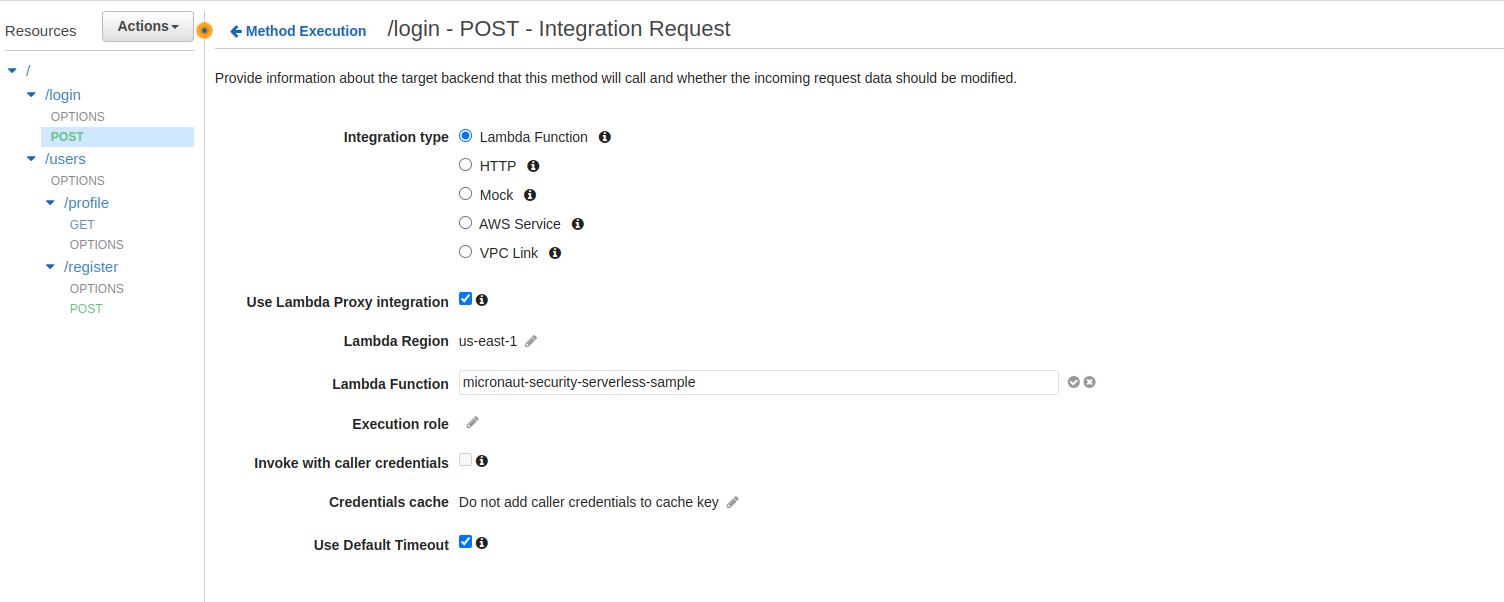 Resources
Actions
/
/login
OPTIONS
POST
/users
OPTIONS
/profile
GET
OPTIONS
/register
OPTIONS
POST
Method Execution /login - POST - Integration Request
Provide information about the target backend that this method will call and whether the incoming request data should be modified.
Integration type Lambda Function
HTTP
Mock
AWS Service
VPC Link
Use Lambda Proxy integration
Lambda Region us-east-1
Lambda Function micronaut-security-serverless-sample
Execution role
Invoke with caller credentials
Credentials cache Do not add caller credentials to cache key
Use Default Timeout